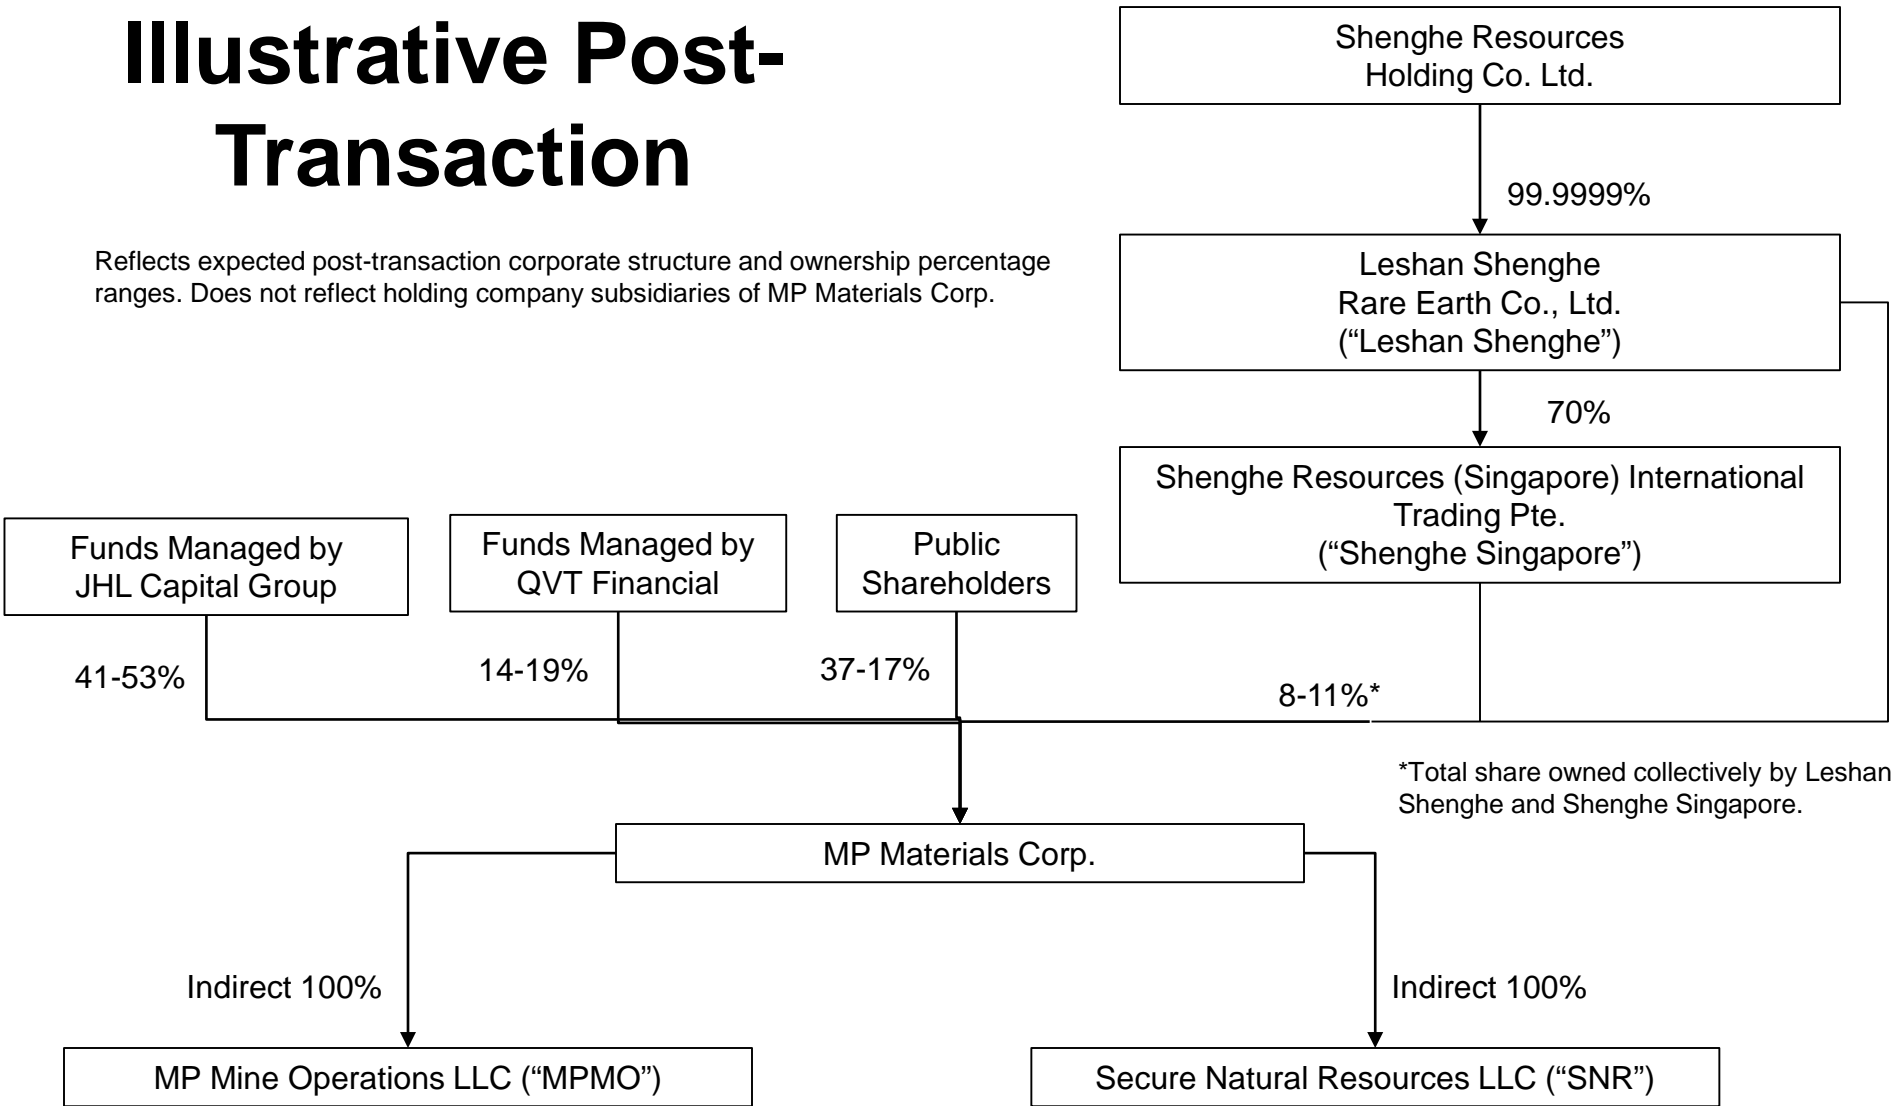 Illustrative Post-
Transaction
Reflects expected post-transaction corporate structure and ownership percentage
ranges. Does not reflect holding company subsidiaries of MP Materials Corp.
Shenghe Resources
Holding Co. Ltd.
99.9999%
Leshan Shenghe
Rare Earth Co., Ltd.
(“Leshan Shenghe”)
70%
Shenghe Resources (Singapore) International
Trading Pte.
(“Shenghe Singapore”)
Funds Managed by
JHL Capital Group
Funds Managed by
QVT Financial
Public
Shareholders
41-53%
14-19%
37-17%
8-11%*
*Total share owned collectively by Leshan
Shenghe and Shenghe Singapore.
MP Materials Corp.
Indirect 100%
Indirect 100%
MP Mine Operations LLC (“MPMO”)
Secure Natural Resources LLC (“SNR”)